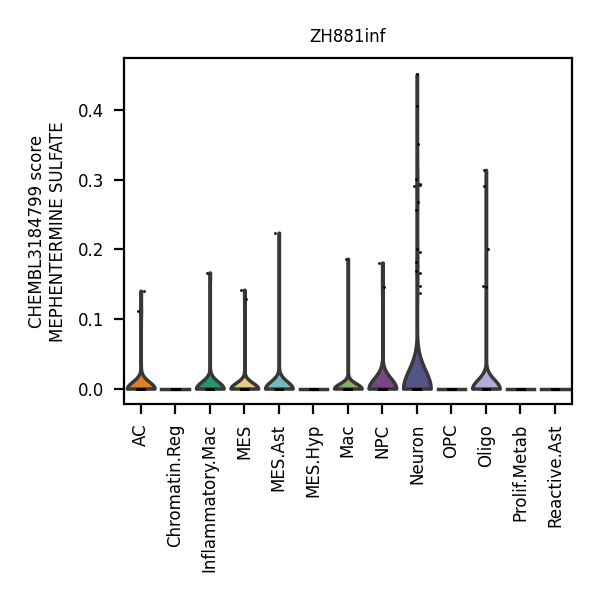 ZH881inf
CHEMBL3184799 score
MEPHENTERMINE SULFATE
0.4
0.3
0.2
0.1
0.0
AC
Chromatin.Reg
Inflammatory.Mac
MES
MES.Ast
MES.Hyp
Mac
NPC
Neuron
OPC
Oligo
Prolif.Metab
Reactive.Ast